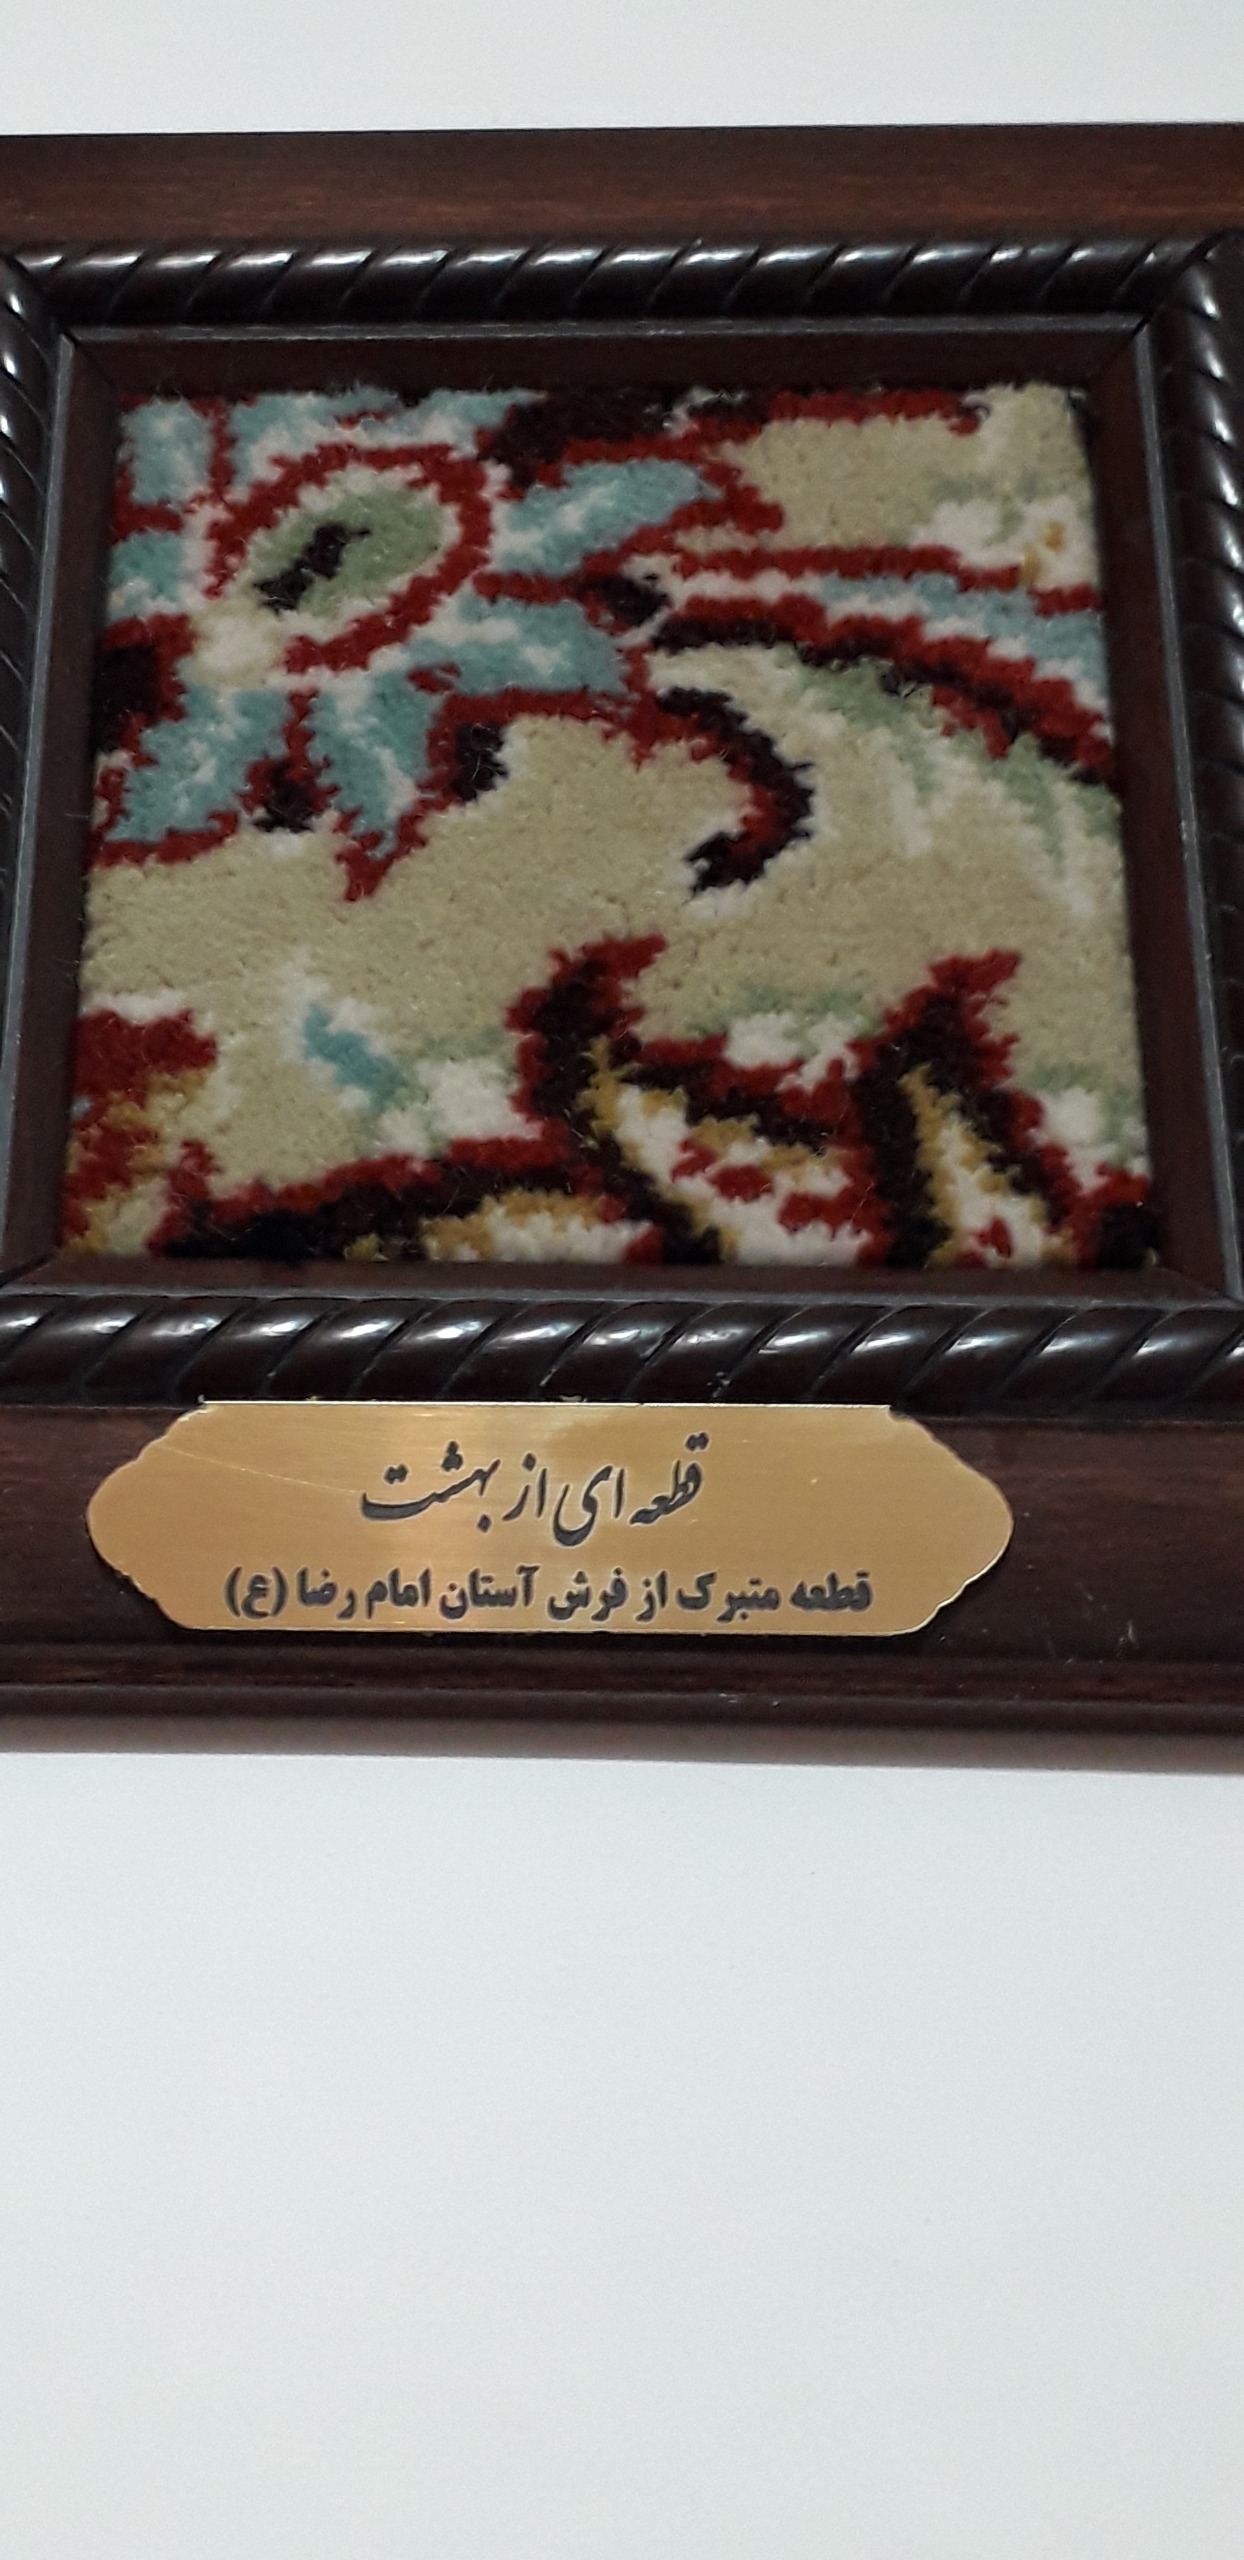 قطعه ای از بهشت
قطعه متبرک از فرش آستان امام رضا (ع)